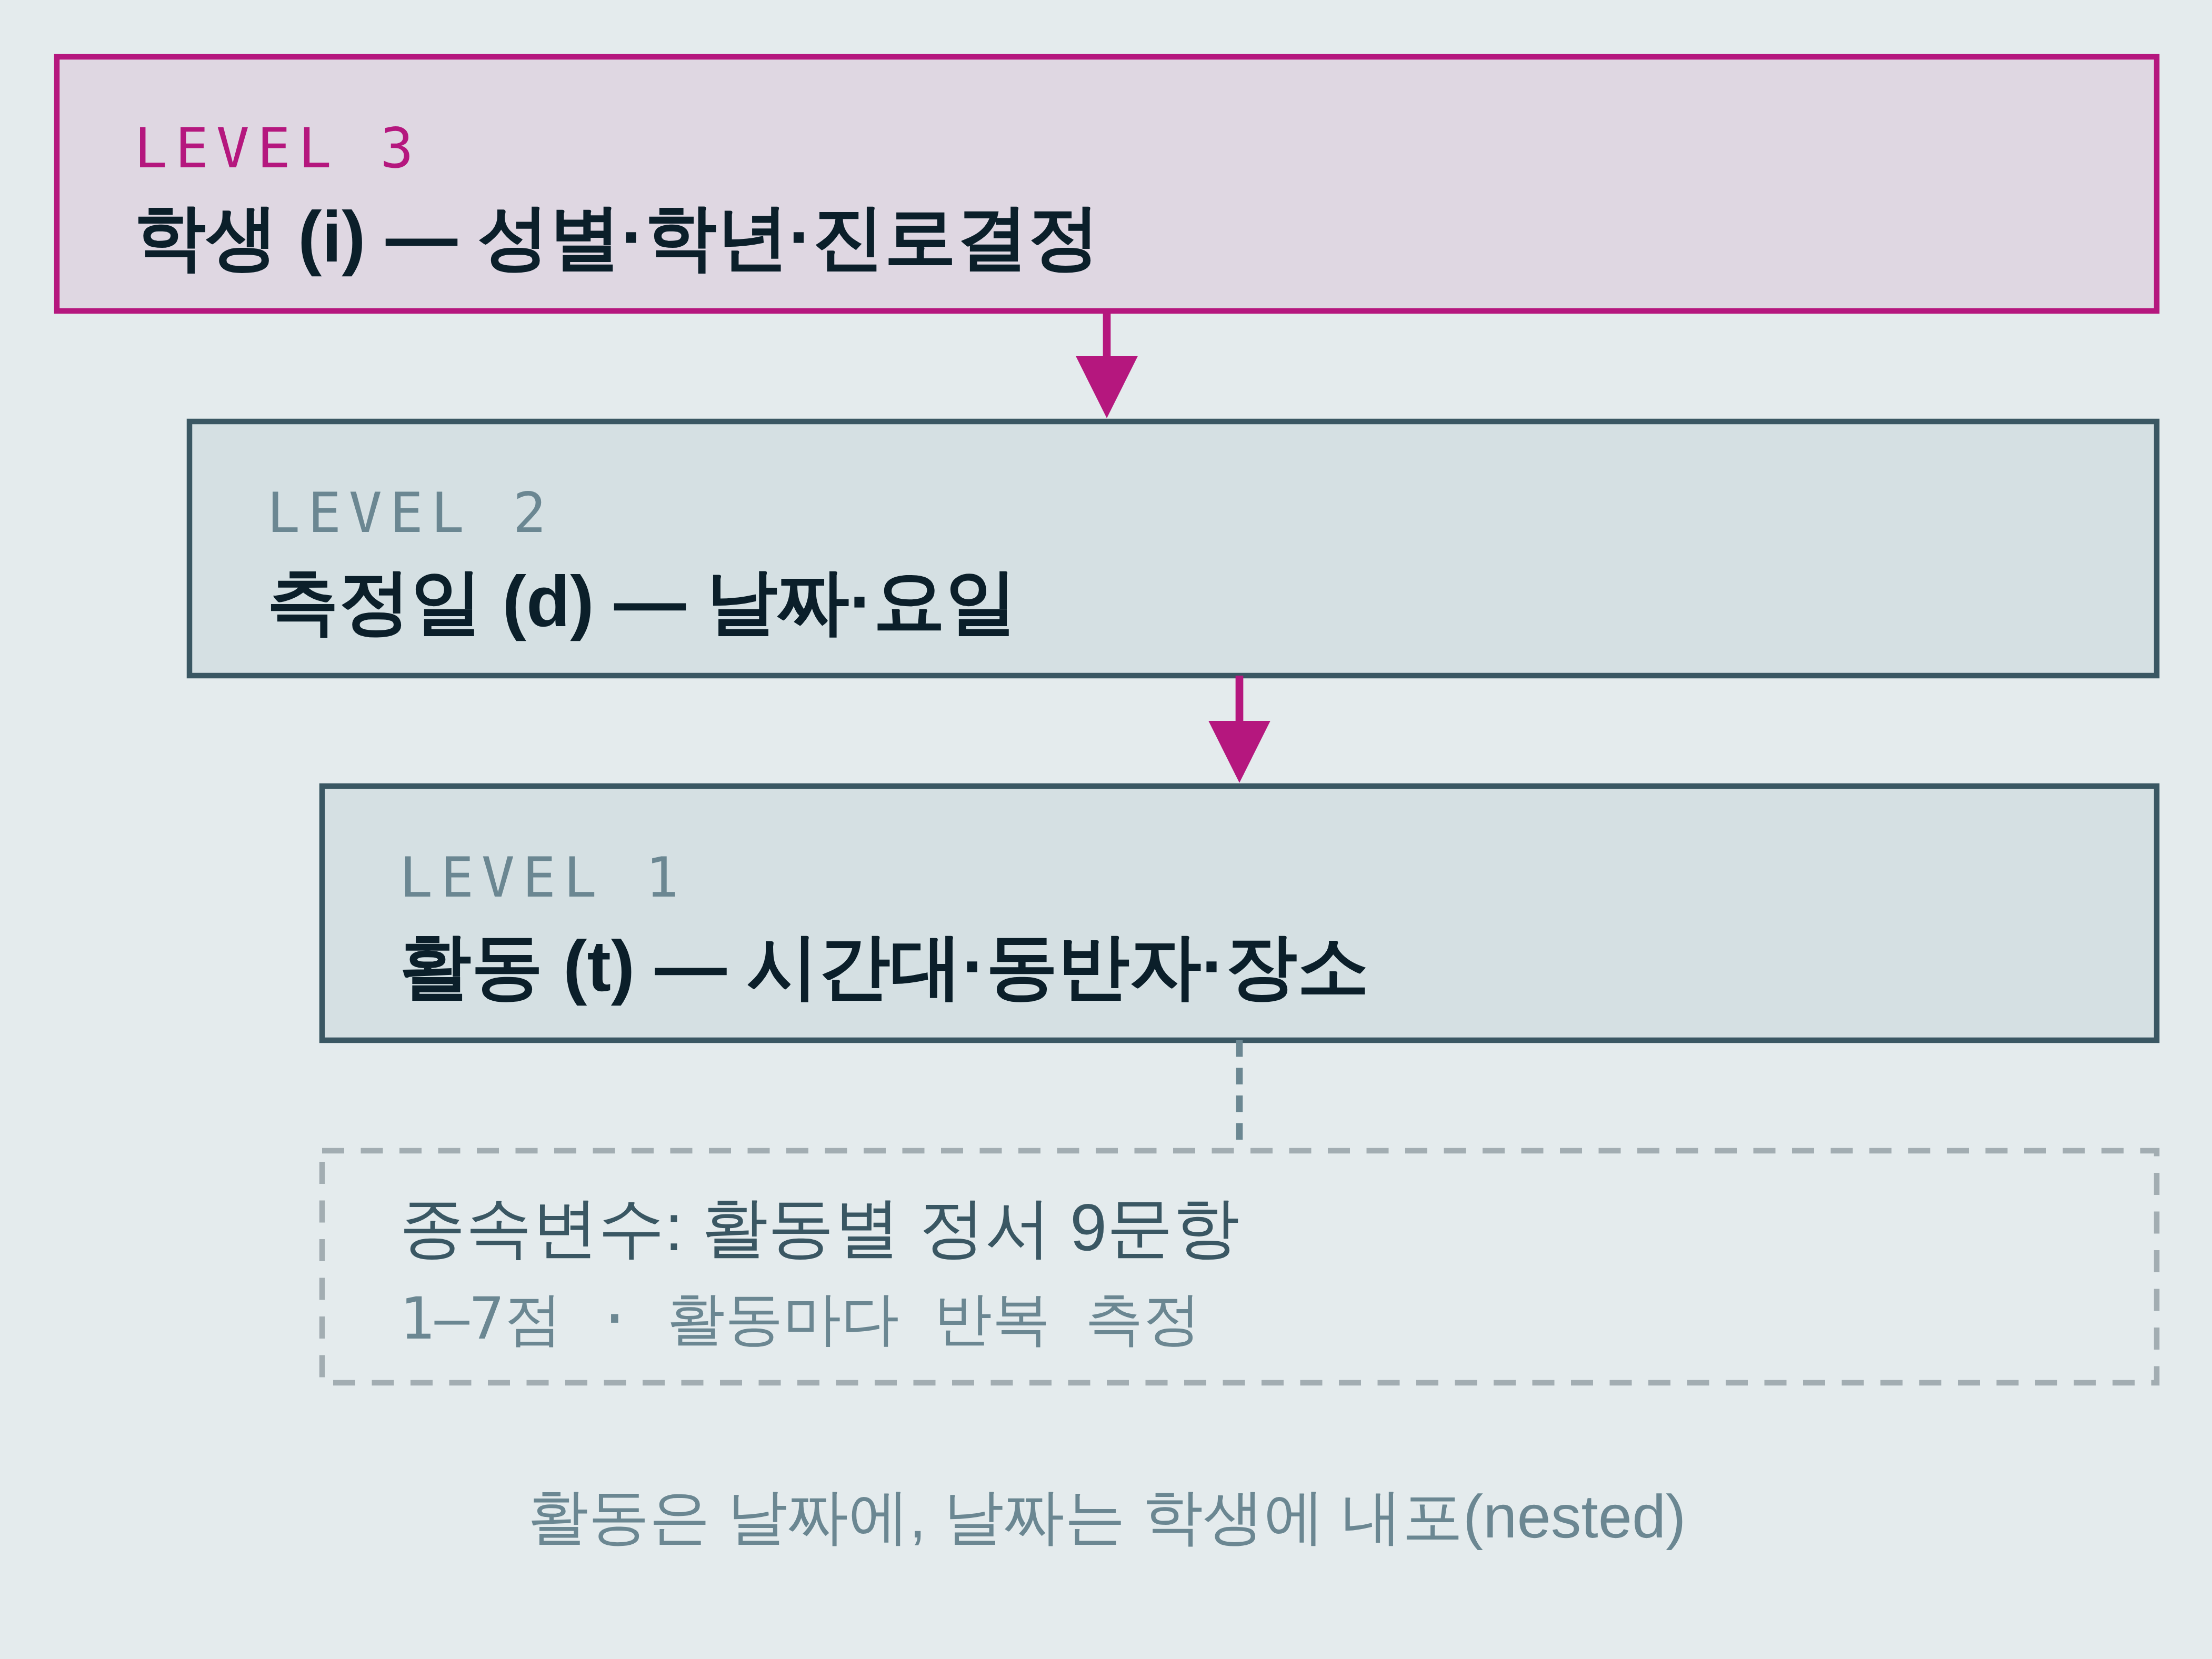 LEVEL 3
학생 (i) — 성별·학년·진로결정
LEVEL 2
측정일 (d) — 날짜·요일
LEVEL 1
활동 (t) — 시간대·동반자·장소
종속변수: 활동별 정서 9문항
1–7점 · 활동마다 반복 측정
활동은 날짜에, 날짜는 학생에 내포(nested)